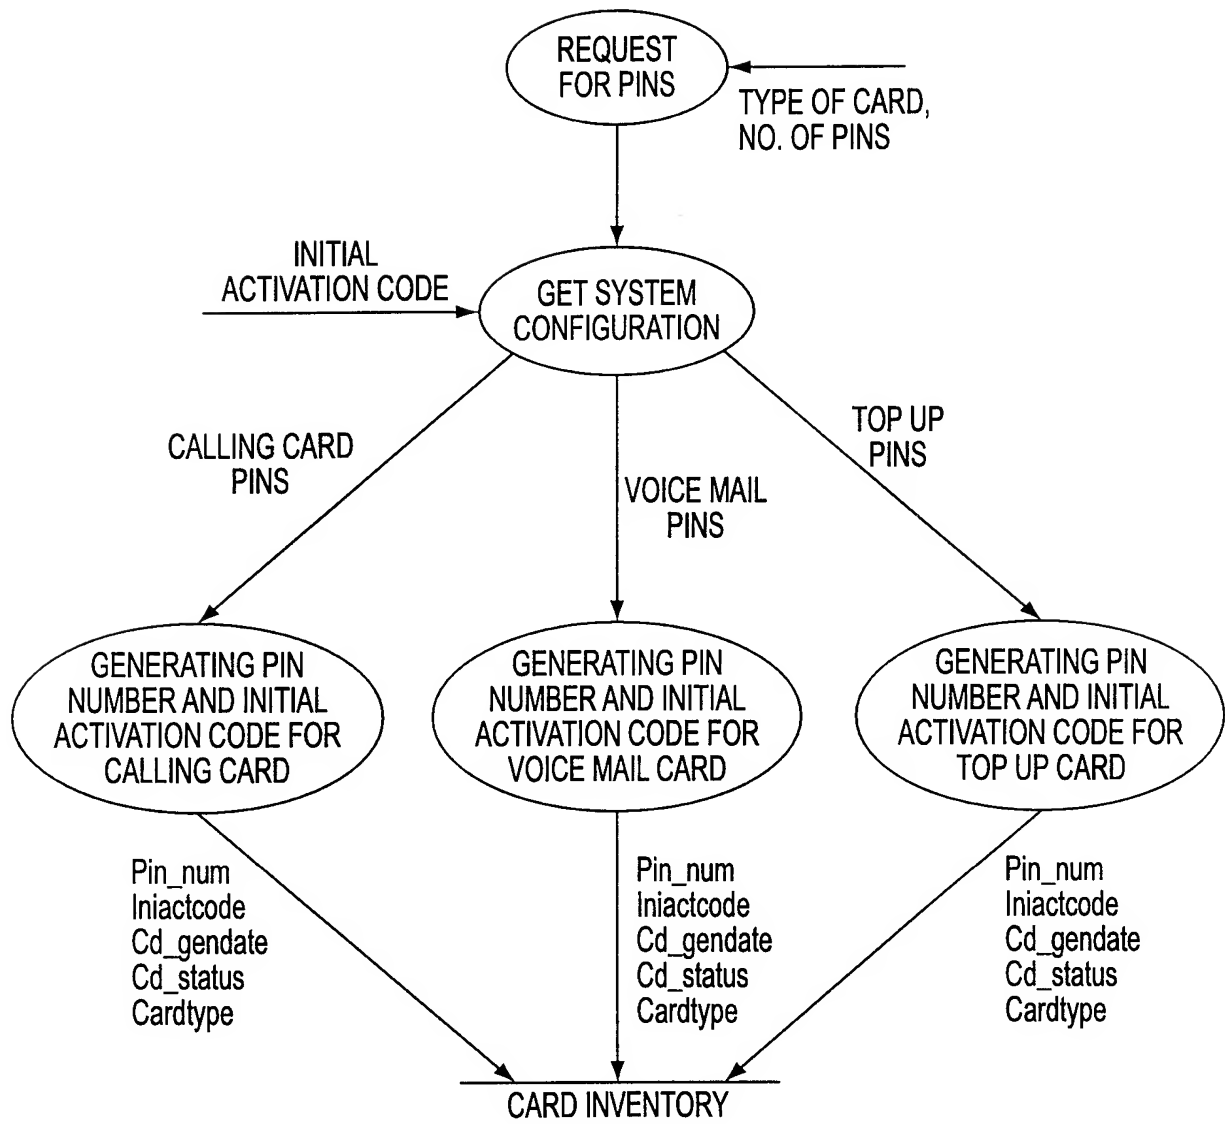 REQUEST
FOR PINS
TYPE OF CARD,
NO. OF PINS
INITIAL
ACTIVATION CODE
GET SYSTEM
CONFIGURATION
CALLING CARD
PINS
VOICE MAIL
PINS
TOP UP
PINS
GENERATING PIN
NUMBER AND INITIAL
ACTIVATION CODE FOR
CALLING CARD
GENERATING PIN
NUMBER AND INITIAL
ACTIVATION CODE FOR
VOICE MAIL CARD
GENERATING PIN
NUMBER AND INITIAL
ACTIVATION CODE FOR
TOP UP CARD
Pin_num
Iniactcode
Cd_gendate
Cd_status
Cardtype
Pin_num
Iniactcode
Cd_gendate
Cd_status
Cardtype
Pin_num
Iniactcode
Cd_gendate
Cd_status
Cardtype
CARD INVENTORY